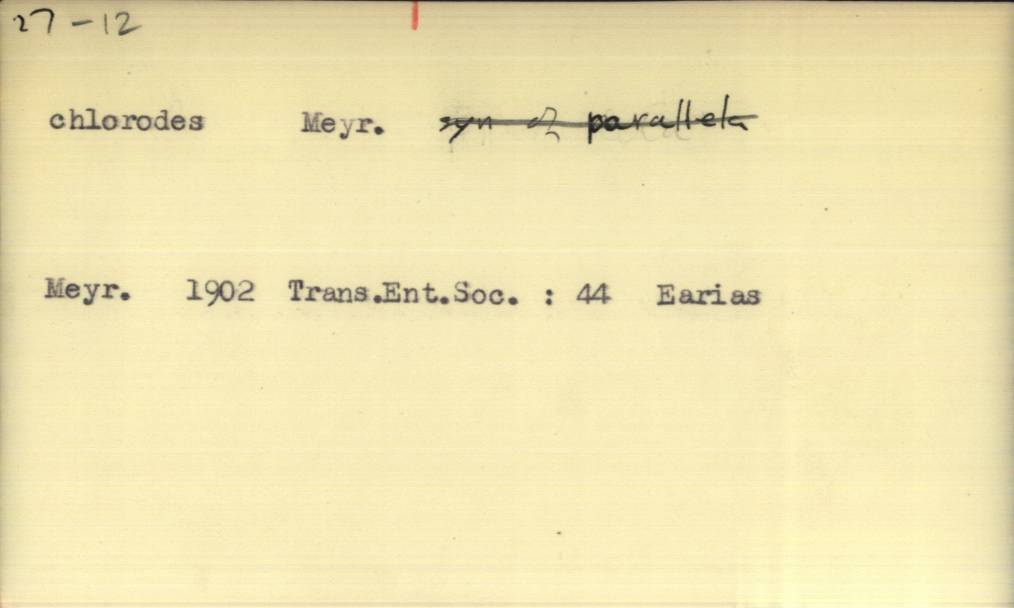 27-12
chlorodes Meyr. syn of parallela
Meyr. 1902 Trans.Ent.Soc. : 44 Earias